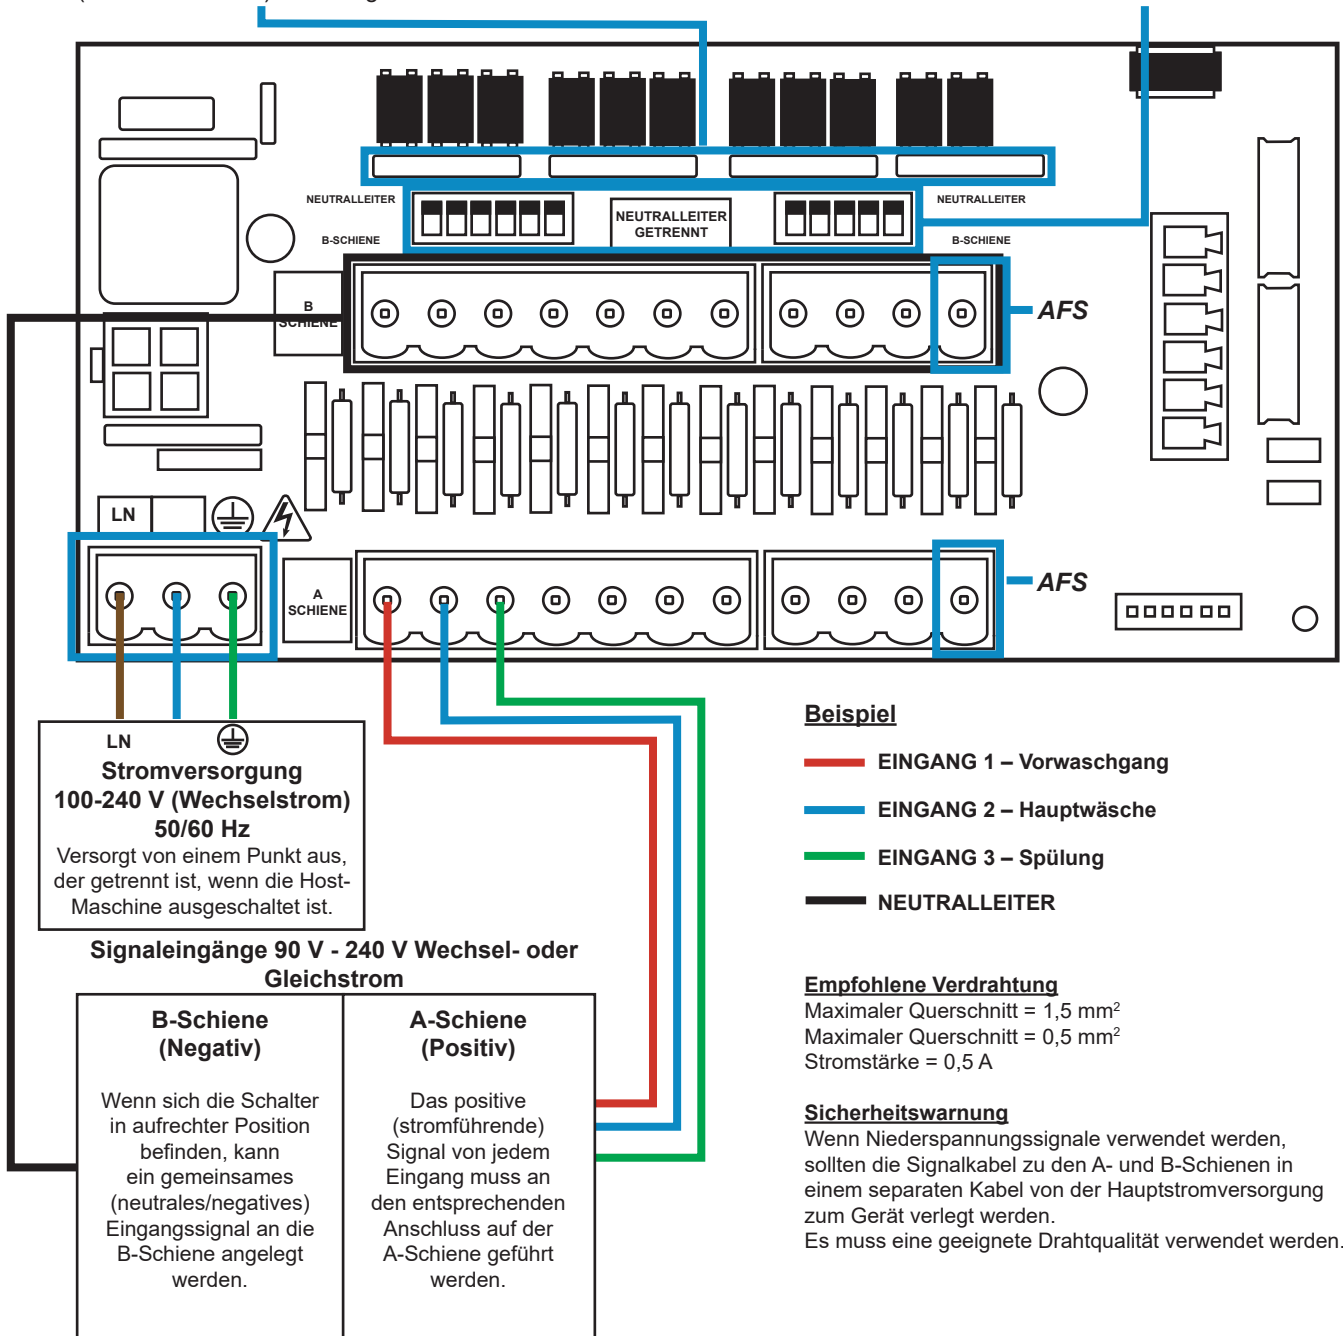 NEUTRALLEITER
NEUTRALLEITER
GETRENNT
NEUTRALLEITER
B-SCHIENE
B-SCHIENE
B
SCHIENE
AFS
LN
A
SCHIENE
AFS
LN
Stromversorgung
100-240 V (Wechselstrom)
50/60 Hz
Versorgt von einem Punkt aus,
der getrennt ist, wenn die Host-
Maschine ausgeschaltet ist.
Beispiel
EINGANG 1 – Vorwaschgang
EINGANG 2 – Hauptwäsche
EINGANG 3 – Spülung
NEUTRALLEITER
Signaleingänge 90 V - 240 V Wechsel- oder
Gleichstrom
B-Schiene
(Negativ)
Wenn sich die Schalter
in aufrechter Position
befinden, kann
ein gemeinsames
(neutrales/negatives)
Eingangssignal an die
B-Schiene angelegt
werden.
A-Schiene
(Positiv)
Das positive
(stromführende)
Signal von jedem
Eingang muss an
den entsprechenden
Anschluss auf der
A-Schiene geführt
werden.
Empfohlene Verdrahtung
Maximaler Querschnitt = 1,5 mm²
Maximaler Querschnitt = 0,5 mm²
Stromstärke = 0,5 A
Sicherheitswarnung
Wenn Niederspannungssignale verwendet werden,
sollten die Signalkabel zu den A- und B-Schienen in
einem separaten Kabel von der Hauptstromversorgung
zum Gerät verlegt werden.
Es muss eine geeignete Drahtqualität verwendet werden.